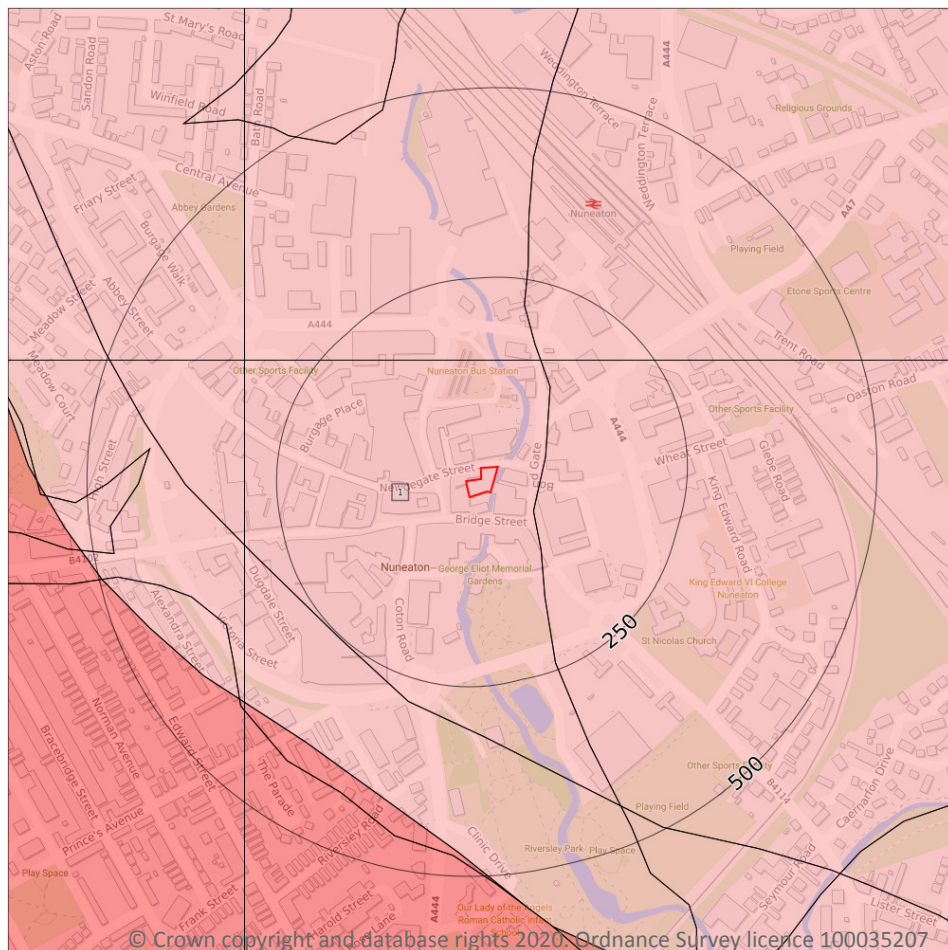 St Mary's Road
Aston Road
Sandon Road
Winfield Road
Bath Road
A444
Weddington Terrace
Weddington Terrace
Religious Grounds
Central Avenue
Friary Street
Abbey Gardens
Burgage Walk
Nuneaton
A47
Playing Field
Etone Sports Centre
Meadow Street
Abbey Street
A444
Trent Road
Meadow Court
Other Sports Facility
Nuneaton Bus Station
Oaston Road
Burgage Place
A444
Other Sports Facility
Wheat Street
Glebe Road
King Edward Road
1
Bridge Street
Nuneaton
George Eliot Memorial
Gardens
King Edward VI College
Nuneaton
Dugdale Street
Alexandra Street
Victoria Street
Coton Road
250
St Nicolas Church
Bracebridge Street
Norman Avenue
Edward Street
The Parade
Other Sports Facility
500
B4114
Caernarfon Drive
Playing Field
Prince's Avenue
Riversley Road
Clinic Drive
Riversley Park
Play Space
Play Space
Seymour Road
Lister Street
Frank Street
Harold Street
A444
Our Lady of the Angels
Roman Catholic Infant
School
© Crown copyright and database rights 2020. Ordnance Survey licence 100035207